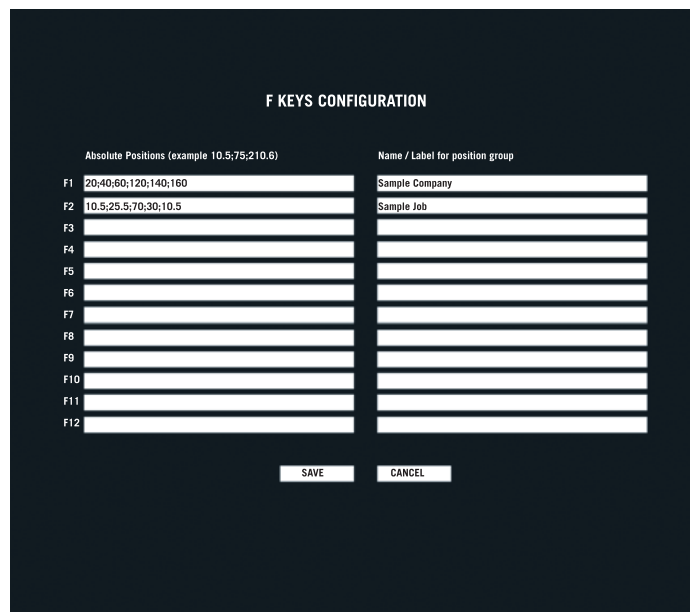 F KEYS CONFIGURATION
Absolute Positions (example 10.5;75;210.6) Name / Label for position group
F1 20;40;60;120;140;160 Sample Company
F2 10.5;25.5;70;30;10.5 Sample Job
F3
F4
F5
F6
F7
F8
F9
F10
F11
F12
SAVE CANCEL